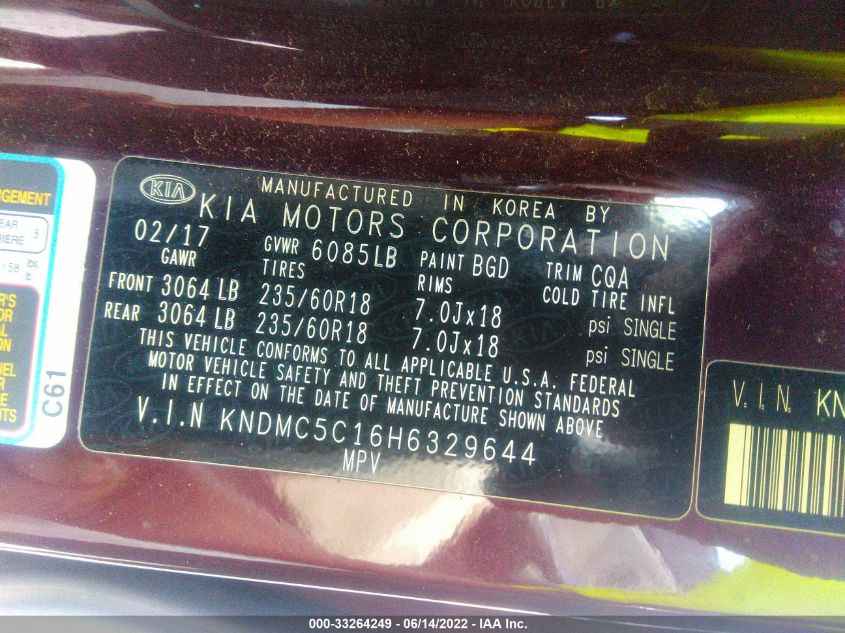 KIA
MANUFACTURED IN KOREA BY
KIA MOTORS CORPORATION
02/17 GVWR 6085LB PAINT BGD TRIM CQA
GAWR TIRES RIMS COLD TIRE INFL
FRONT 3064 LB 235/60R18 7.0Jx18 psi SINGLE
REAR 3064 LB 235/60R18 7.0Jx18 psi SINGLE
THIS VEHICLE CONFORMS TO ALL APPLICABLE U.S.A. FEDERAL
MOTOR VEHICLE SAFETY AND THEFT PREVENTION STANDARDS
IN EFFECT ON THE DATE OF MANUFACTURE SHOWN ABOVE
V.I.N KNDMC5C16H6329644
MPV
5
158 lbs
C61
V.I.N. KN
000-33264249 - 06/14/2022 - IAA Inc.